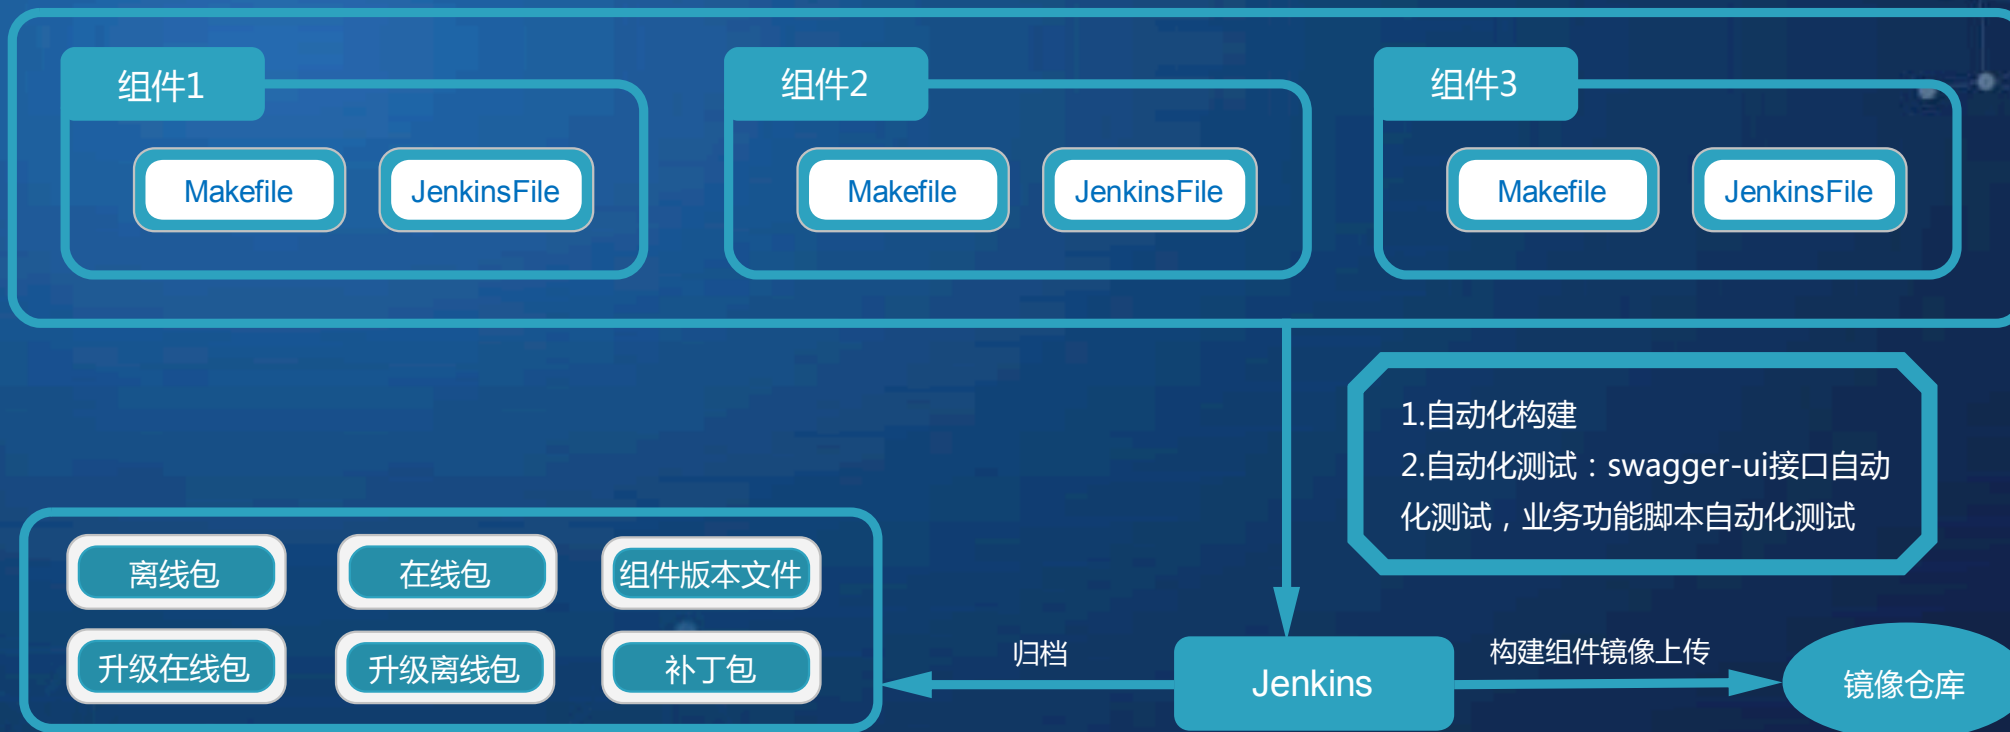 组件1
组件2
组件3
Makefile
JenkinsFile
Makefile
JenkinsFile
Makefile
JenkinsFile
1.自动化构建
2.自动化测试：swagger-ui接口自动
化测试，业务功能脚本自动化测试
离线包
在线包
组件版本文件
升级在线包
升级离线包
补丁包
归档
Jenkins
构建组件镜像上传
镜像仓库